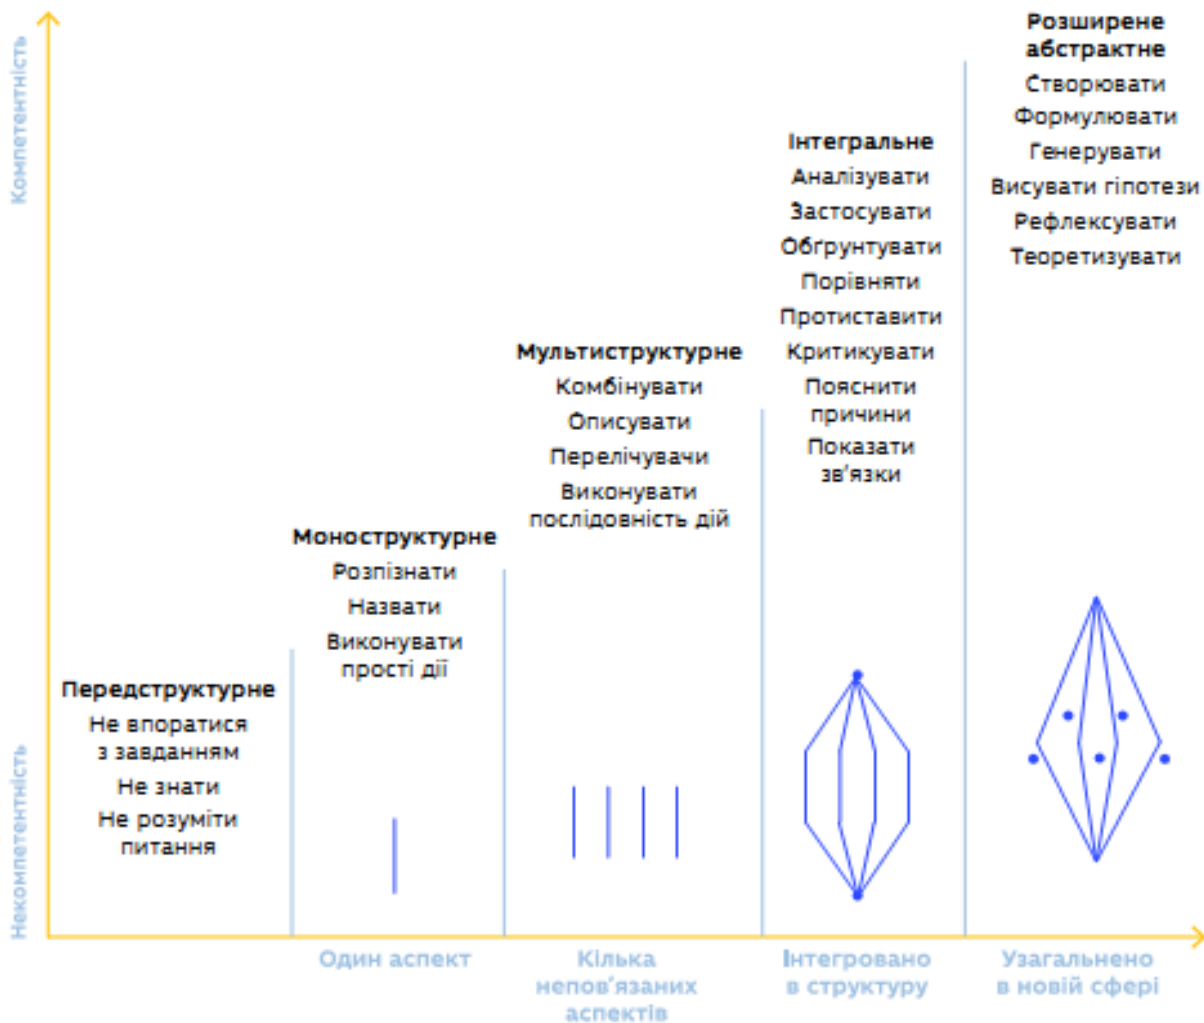 Компетентність
Некомпетентність
Передструктурне
Не впоратися
з завданням
Не знати
Не розуміти
питання
Моноструктурне
Розпізнати
Назвати
Виконувати
прості дії
Мультиструктурне
Комбінувати
Описувати
Перелічувачи
Виконувати
послідовність дій
Інтегральне
Аналізувати
Застосувати
Обґрунтувати
Порівняти
Протиставити
Критикувати
Пояснити
причини
Показати
зв'язки
Розширене
абстрактне
Створювати
Формулювати
Генерувати
Висувати гіпотези
Рефлексувати
Теоретизувати
Один аспект
Кілька
непов'язаних
аспектів
Інтегровано
в структуру
Узагальнено
в новій сфері